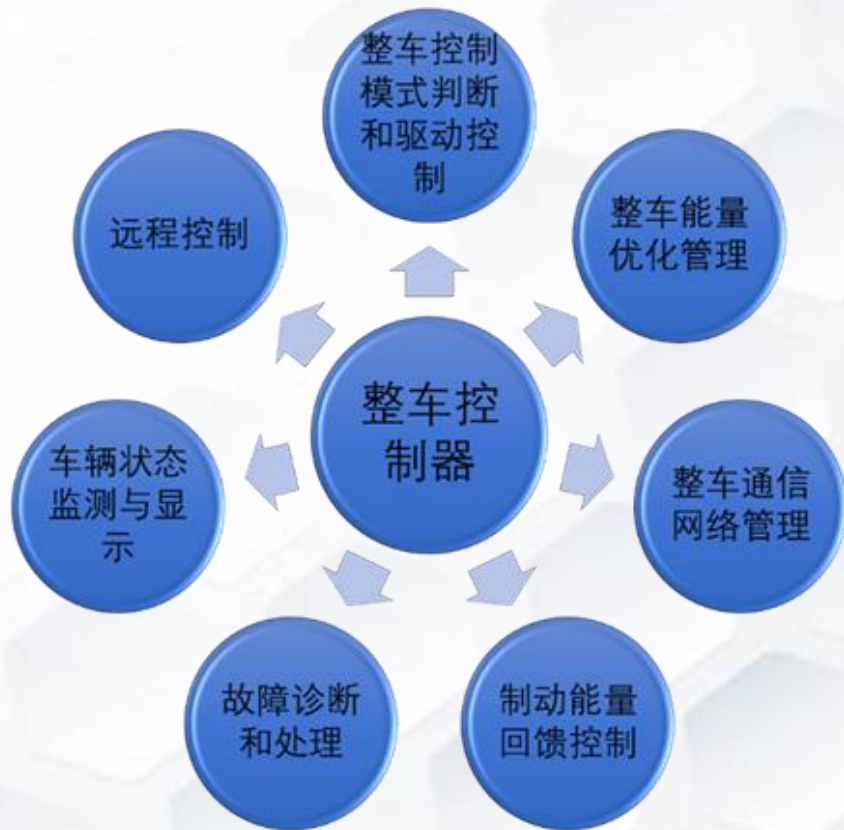 整车控制
模式判断
和驱动控
制
远程控制
整车能量
优化管理
整车控
制器
车辆状态
监测与显
示
整车通信
网络管理
故障诊断
和处理
制动能量
回馈控制